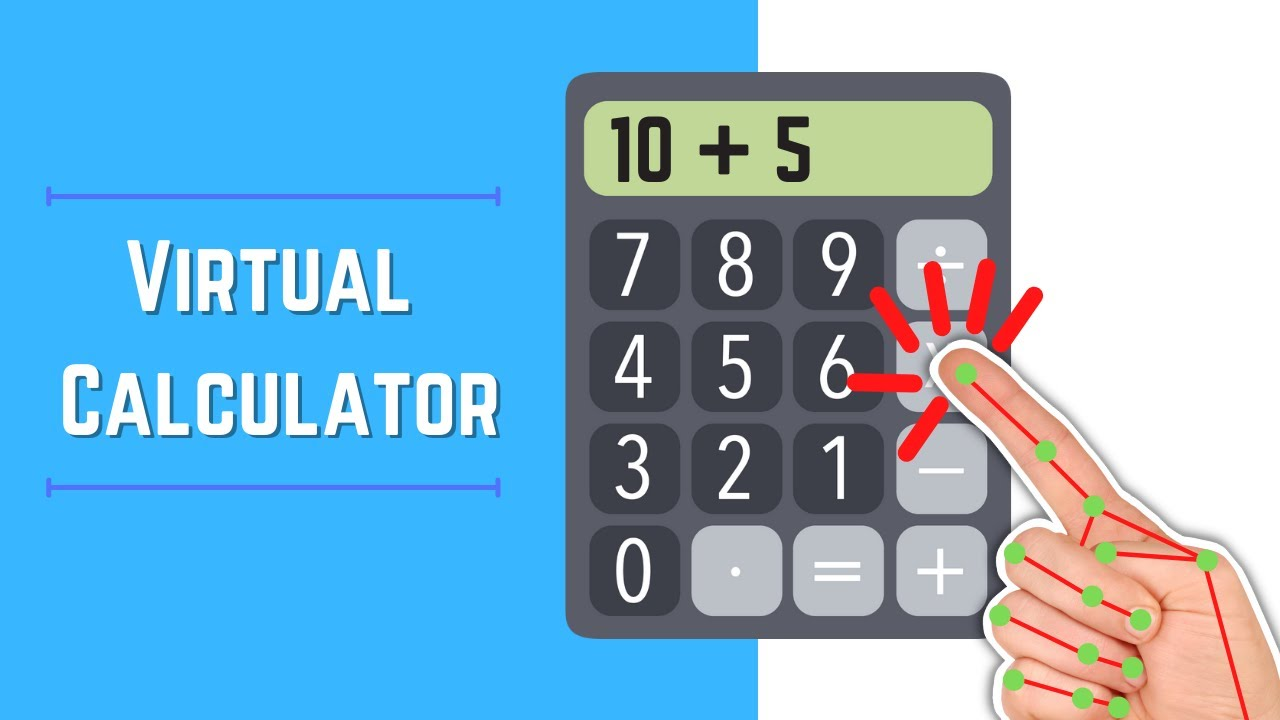 Virtual
Calculator
10 + 5
7 8 9 ÷
4 5 6
3 2 1 −
0 · = +